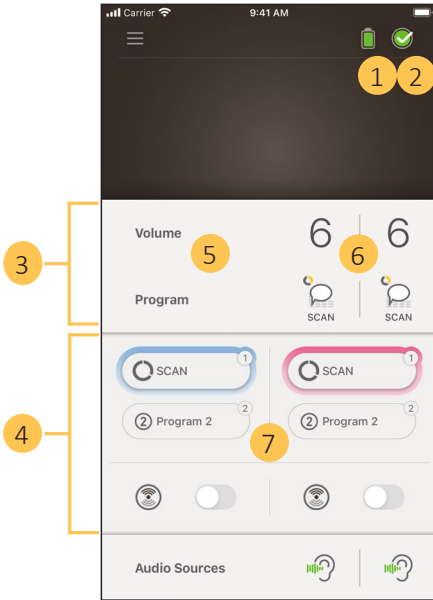 Carrier 9:41 AM
1 2
3
Volume 6 6
5 6
Program SCAN SCAN
4
SCAN 1 SCAN 1
2 Program 2 2 2 Program 2 2
7
Audio Sources